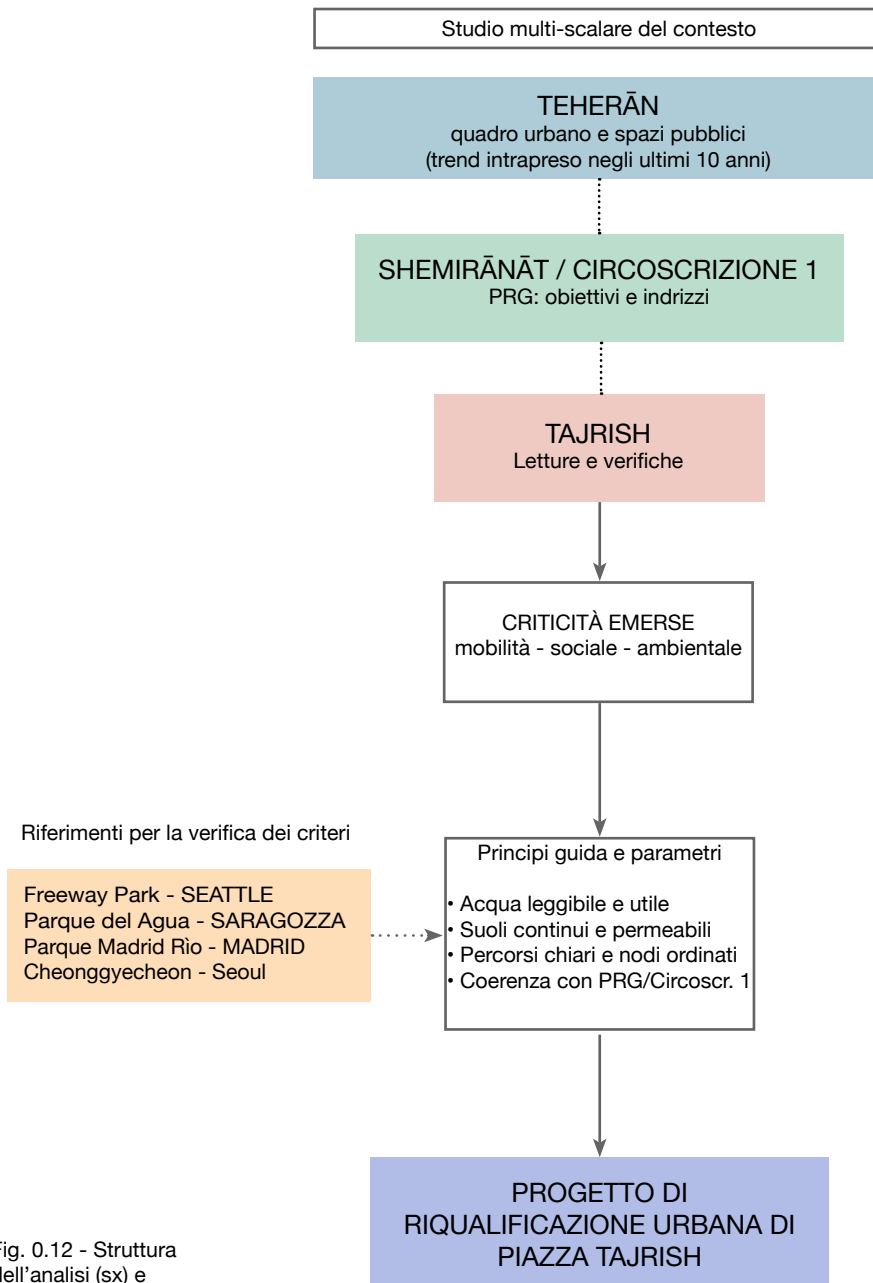 Studio multi-scalare del contesto
TEHERĀN
quadro urbano e spazi pubblici
(trend intrapreso negli ultimi 10 anni)
SHEMIRĀNĀT / CIRCOSCRIZIONE 1
PRG: obiettivi e indrizzi
TAJRISH
Letture e verifiche
CRITICITÀ EMERSE
mobilità - sociale - ambientale
Riferimenti per la verifica dei criteri
Freeway Park - SEATTLE
Parque del Agua - SARAGOZZA
Parque Madrid Rìo - MADRID
Cheonggyecheon - Seoul
Principi guida e parametri
• Acqua leggibile e utile
• Suoli continui e permeabili
• Percorsi chiari e nodi ordinati
• Coerenza con PRG/Circoscr. 1
PROGETTO DI
RIQUALIFICAZIONE URBANA DI
PIAZZA TAJRISH
Fig. 0.12 - Struttura
dell'analisi (sx) e